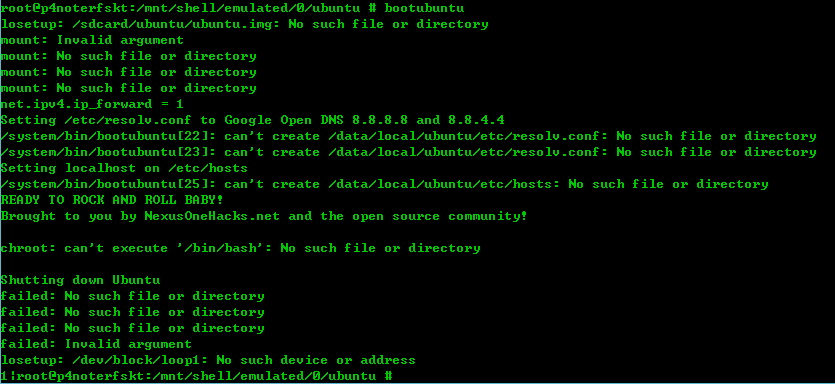 root@p4noterfskt:/mnt/shell/emulated/0/ubuntu # bootubuntu
losetup: /sdcard/ubuntu/ubuntu.img: No such file or directory
mount: Invalid argument
mount: No such file or directory
mount: No such file or directory
mount: No such file or directory
net.ipv4.ip_forward = 1
Setting /etc/resolv.conf to Google Open DNS 8.8.8.8 and 8.8.4.4
/system/bin/bootubuntu[22]: can't create /data/local/ubuntu/etc/resolv.conf: No such file or directory
/system/bin/bootubuntu[23]: can't create /data/local/ubuntu/etc/resolv.conf: No such file or directory
Setting localhost on /etc/hosts
/system/bin/bootubuntu[25]: can't create /data/local/ubuntu/etc/hosts: No such file or directory
READY TO ROCK AND ROLL BABY!
Brought to you by NexusOneHacks.net and the open source community!
chroot: can't execute '/bin/bash': No such file or directory
Shutting down Ubuntu
failed: No such file or directory
failed: No such file or directory
failed: No such file or directory
failed: Invalid argument
losetup: /dev/block/loop1: No such device or address
1|root@p4noterfskt:/mnt/shell/emulated/0/ubuntu #